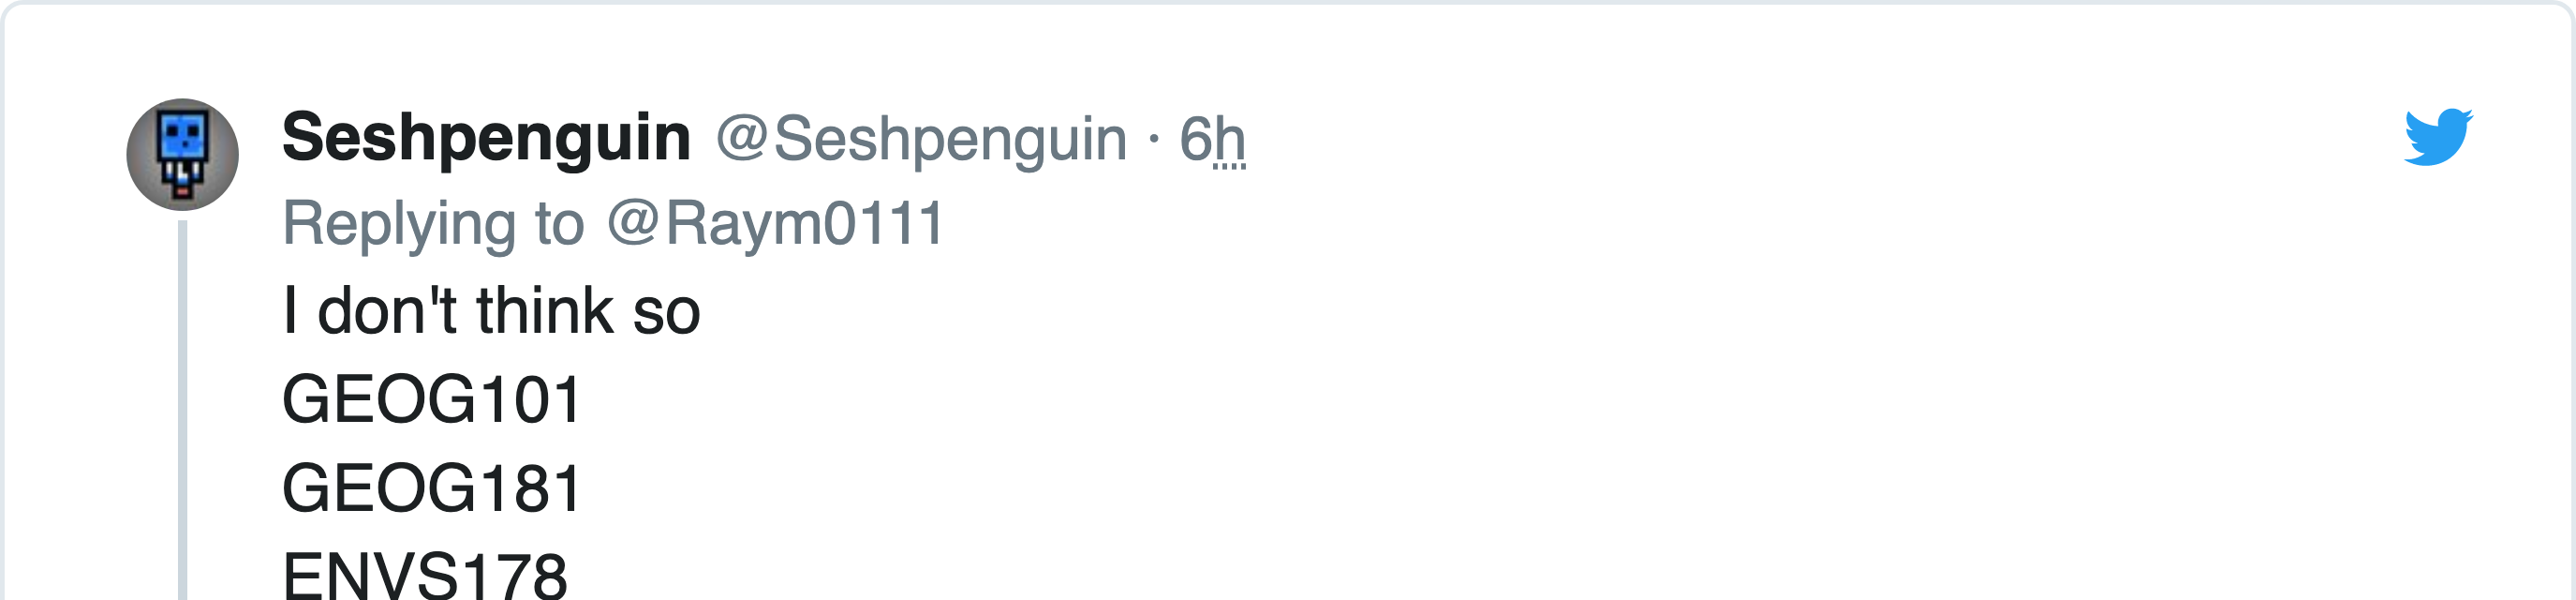 Seshpenguin @Seshpenguin · 6h
Replying to @Raym0111
I don't think so
GEOG101
GEOG181
ENVS178